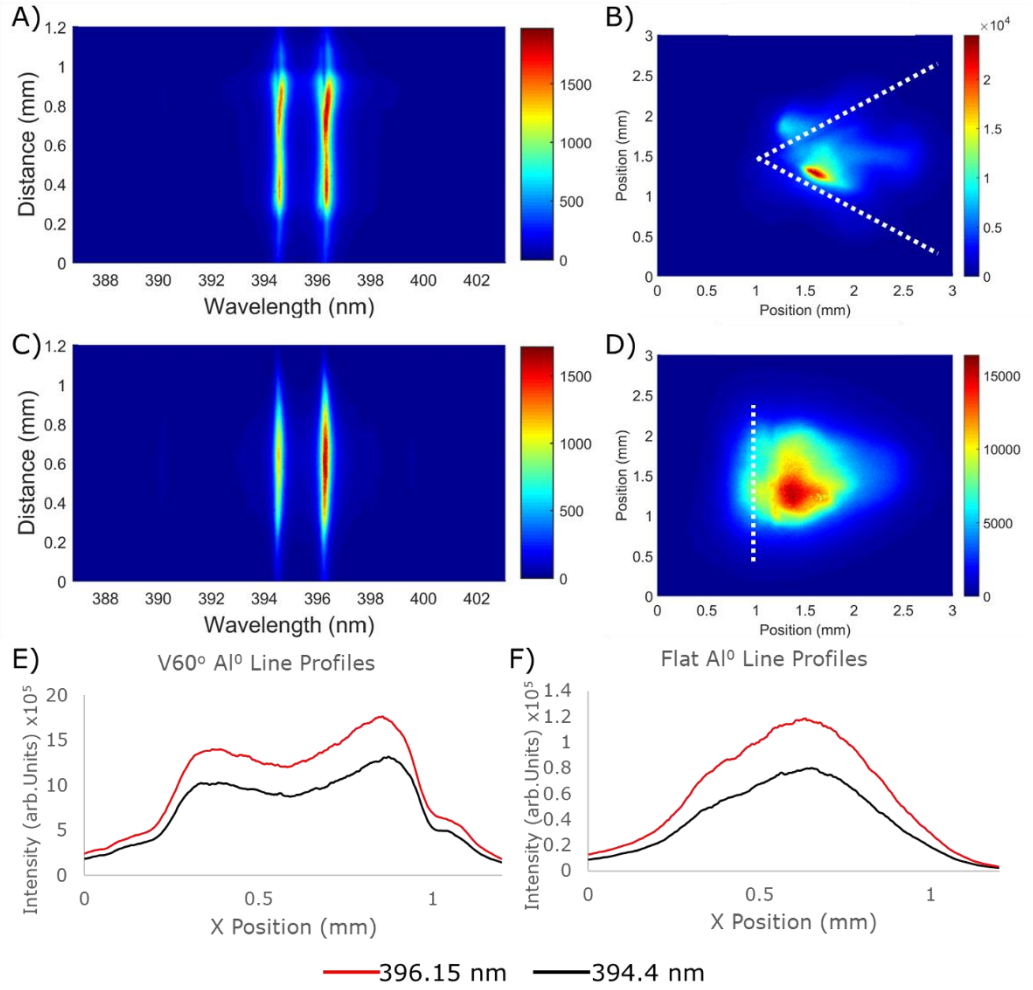 A)
1.2
1
0.8
0.6
0.4
0.2
0
Distance (mm)
388 390 392 394 396 398 400 402
Wavelength (nm)
1500
1000
500
0
B)
×10⁴
3
2.5
2
1.5
1
0.5
0
Position (mm)
0 0.5 1 1.5 2 2.5 3
Position (mm)
2
1.5
1
0.5
0
C)
1.2
1
0.8
0.6
0.4
0.2
0
Distance (mm)
388 390 392 394 396 398 400 402
Wavelength (nm)
1500
1000
500
0
D)
3
2.5
2
1.5
1
0.5
0
Position (mm)
0 0.5 1 1.5 2 2.5 3
Position (mm)
15000
10000
5000
0
E)
V60° Al⁰ Line Profiles
Intensity (arb.Units) x10⁵
20
15
10
5
0
0 0.5 1
X Position (mm)
F)
Flat Al⁰ Line Profiles
Intensity (arb.Units) x10⁵
1.4
1.2
1
0.8
0.6
0.4
0.2
0
0 0.5 1
X Position (mm)
396.15 nm 394.4 nm